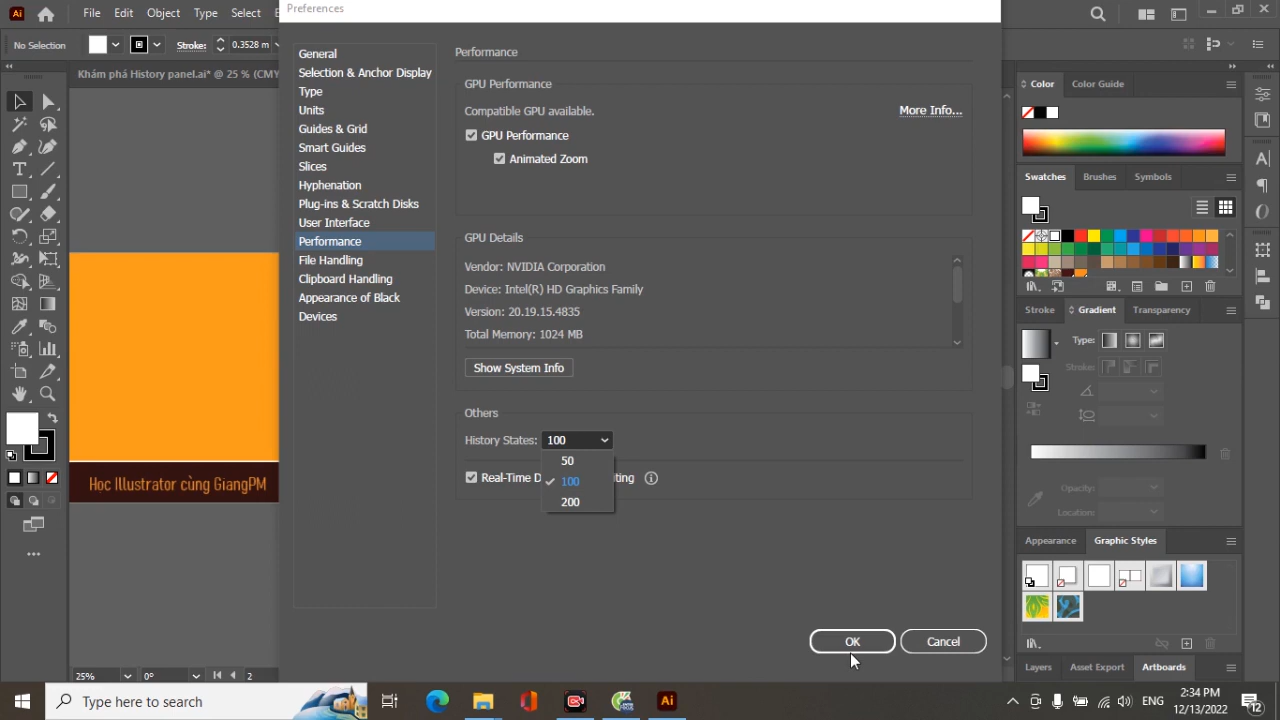 Preferences
Ai
File Edit Object Type Select
No Selection
Stroke:
0.3528 m
Khám phá History panel.ai* @ 25 % (CMY
General
Selection & Anchor Display
Type
Units
Guides & Grid
Smart Guides
Slices
Hyphenation
Plug-ins & Scratch Disks
User Interface
Performance
File Handling
Clipboard Handling
Appearance of Black
Devices
Performance
GPU Performance
Compatible GPU available.
More Info...
GPU Performance
Animated Zoom
GPU Details
Vendor: NVIDIA Corporation
Device: Intel(R) HD Graphics Family
Version: 20.19.15.4835
Total Memory: 1024 MB
Show System Info
Others
History States: 100
50
100
200
Real-Time D
iting
OK
Cancel
Học Illustrator cùng GiangPM
Color
Color Guide
Swatches
Brushes
Symbols
Stroke
Gradient
Transparency
Type:
Stroke:
Opacity:
Location:
Appearance
Graphic Styles
Layers
Asset Export
Artboards
25%
0°
2
Type here to search
Ai
ENG
2:34 PM
12/13/2022
12